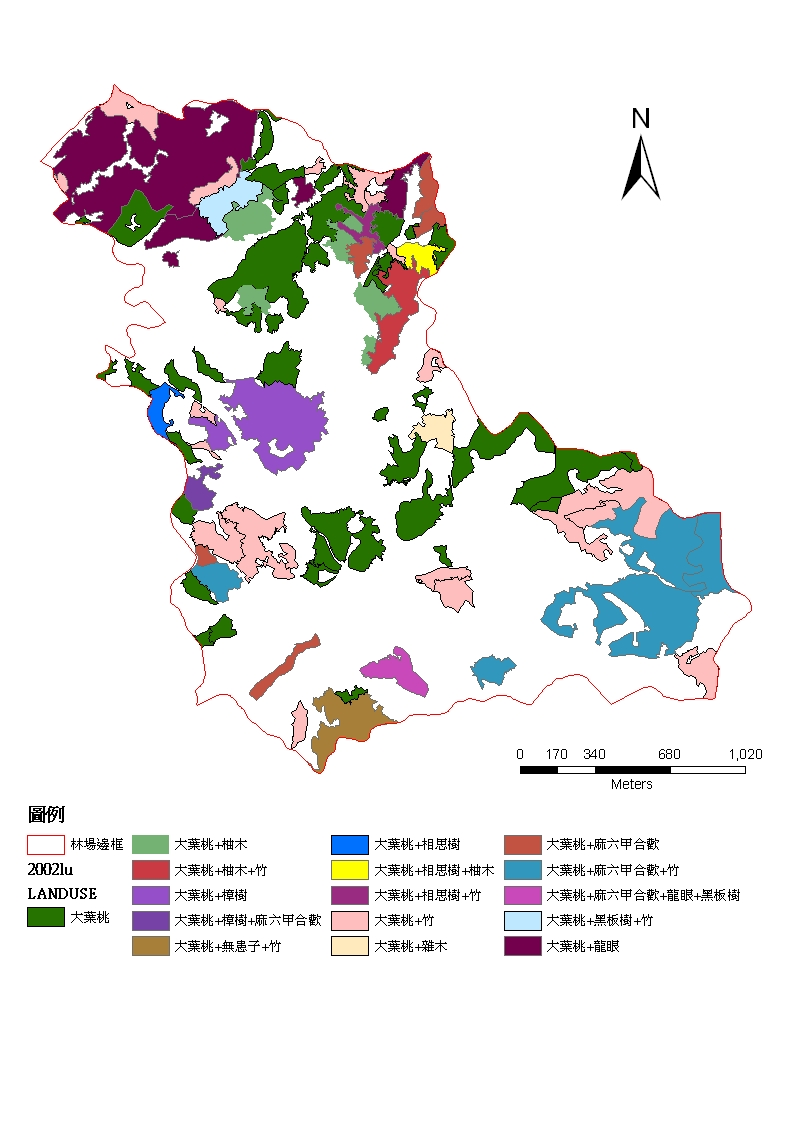 N
0 170 340 680 1,020
Meters
圖例
林場邊框
2002lu
LANDUSE
大葉桃
大葉桃+柚木
大葉桃+柚木+竹
大葉桃+樟樹
大葉桃+樟樹+麻六甲合歡
大葉桃+無患子+竹
大葉桃+相思樹
大葉桃+相思樹+柚木
大葉桃+相思樹+竹
大葉桃+竹
大葉桃+雜木
大葉桃+麻六甲合歡
大葉桃+麻六甲合歡+竹
大葉桃+麻六甲合歡+龍眼+黑板樹
大葉桃+黑板樹+竹
大葉桃+龍眼